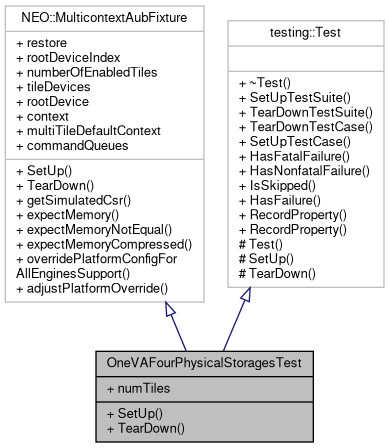 NEO::MulticontextAubFixture
+ restore
+ rootDeviceIndex
+ numberOfEnabledTiles
+ tileDevices
+ rootDevice
+ context
+ multiTileDefaultContext
+ commandQueues
+ SetUp()
+ TearDown()
+ getSimulatedCsr()
+ expectMemory()
+ expectMemoryNotEqual()
+ expectMemoryCompressed()
+ overridePlatformConfigFor
AllEnginesSupport()
+ adjustPlatformOverride()
testing::Test
+ ~Test()
+ SetUpTestSuite()
+ TearDownTestSuite()
+ TearDownTestCase()
+ SetUpTestCase()
+ HasFatalFailure()
+ HasNonfatalFailure()
+ IsSkipped()
+ HasFailure()
+ RecordProperty()
+ RecordProperty()
# Test()
# SetUp()
# TearDown()
OneVAFourPhysicalStoragesTest
+ numTiles
+ SetUp()
+ TearDown()